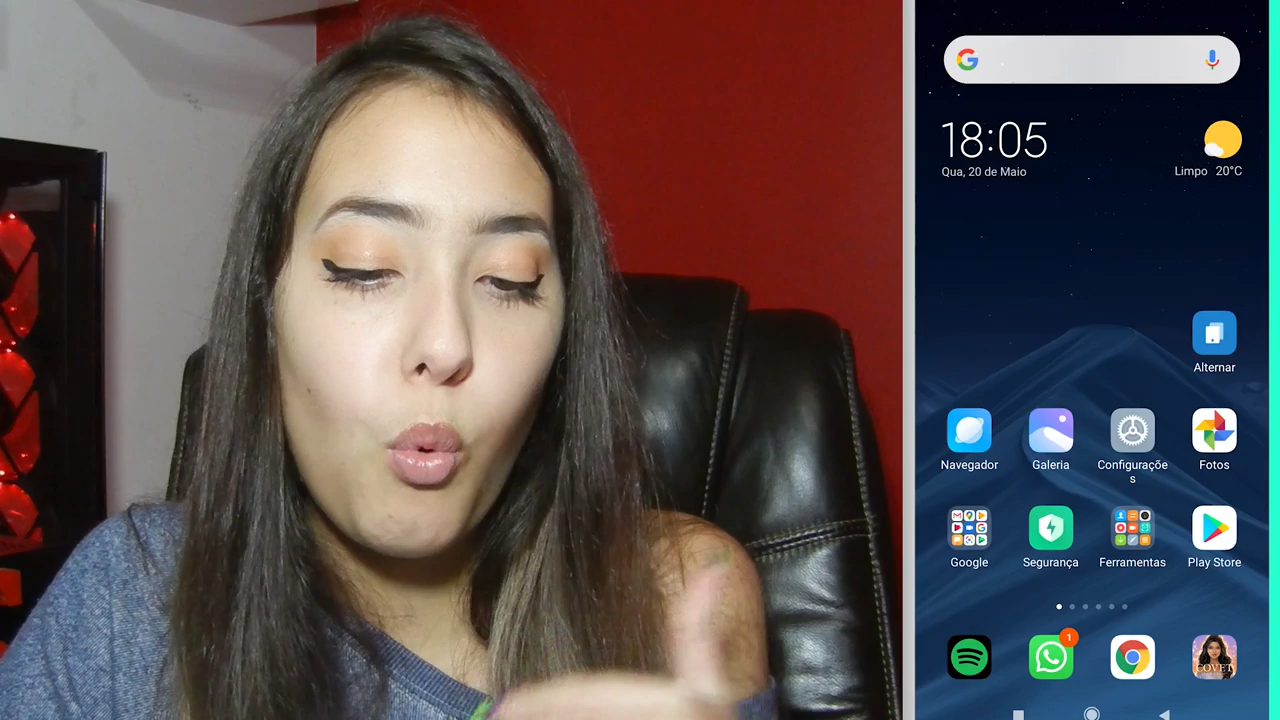 18:05
Qua, 20 de Maio
Limpo 20°C
Alternar
Navegador
Galeria
Configuraçõe
s
Fotos
Google
Segurança
Ferramentas
Play Store
1
COVET